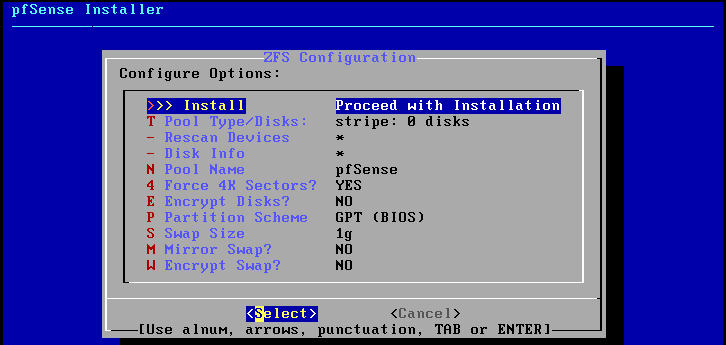 pfSense Installer
ZFS Configuration
Configure Options:
>>> Install Proceed with Installation
T Pool Type/Disks: stripe: 0 disks
- Rescan Devices *
- Disk Info *
N Pool Name pfSense
4 Force 4K Sectors? YES
E Encrypt Disks? NO
P Partition Scheme GPT (BIOS)
S Swap Size 1g
M Mirror Swap? NO
W Encrypt Swap? NO
<Select> <Cancel>
[Use alnum, arrows, punctuation, TAB or ENTER]